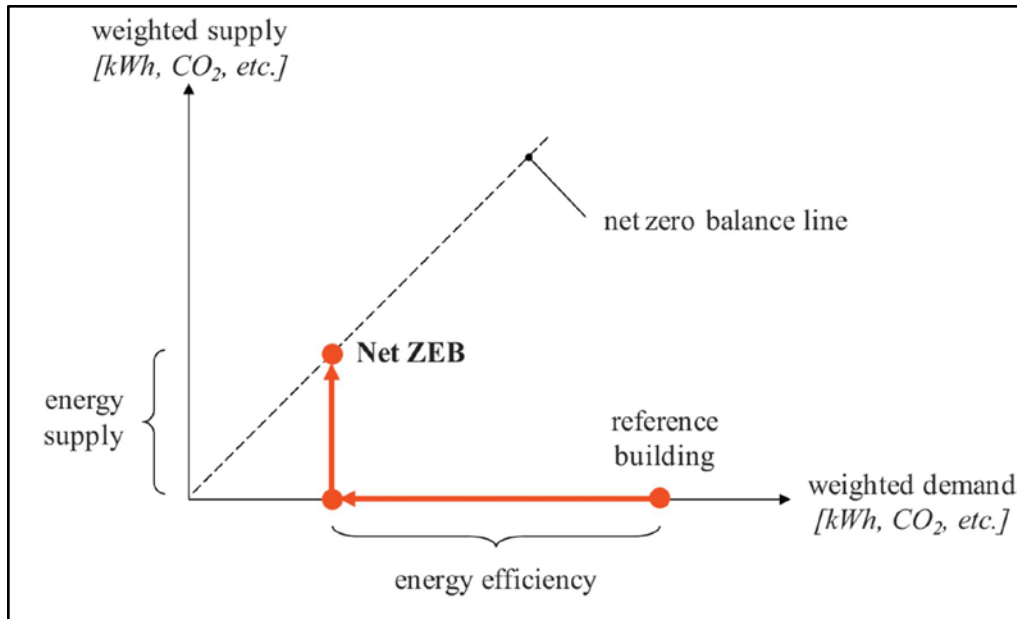 weighted supply
[kWh, CO₂, etc.]
net zero balance line
Net ZEB
energy
supply
reference
building
weighted demand
[kWh, CO₂, etc.]
energy efficiency